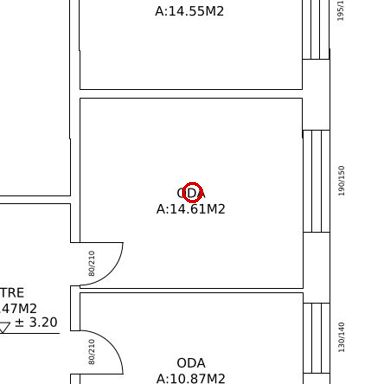 A:14.55M2
195/1
ODA
A:14.61M2
190/150
80/210
TRE
.47M2
± 3.20
80/210
130/140
ODA
A:10.87M2